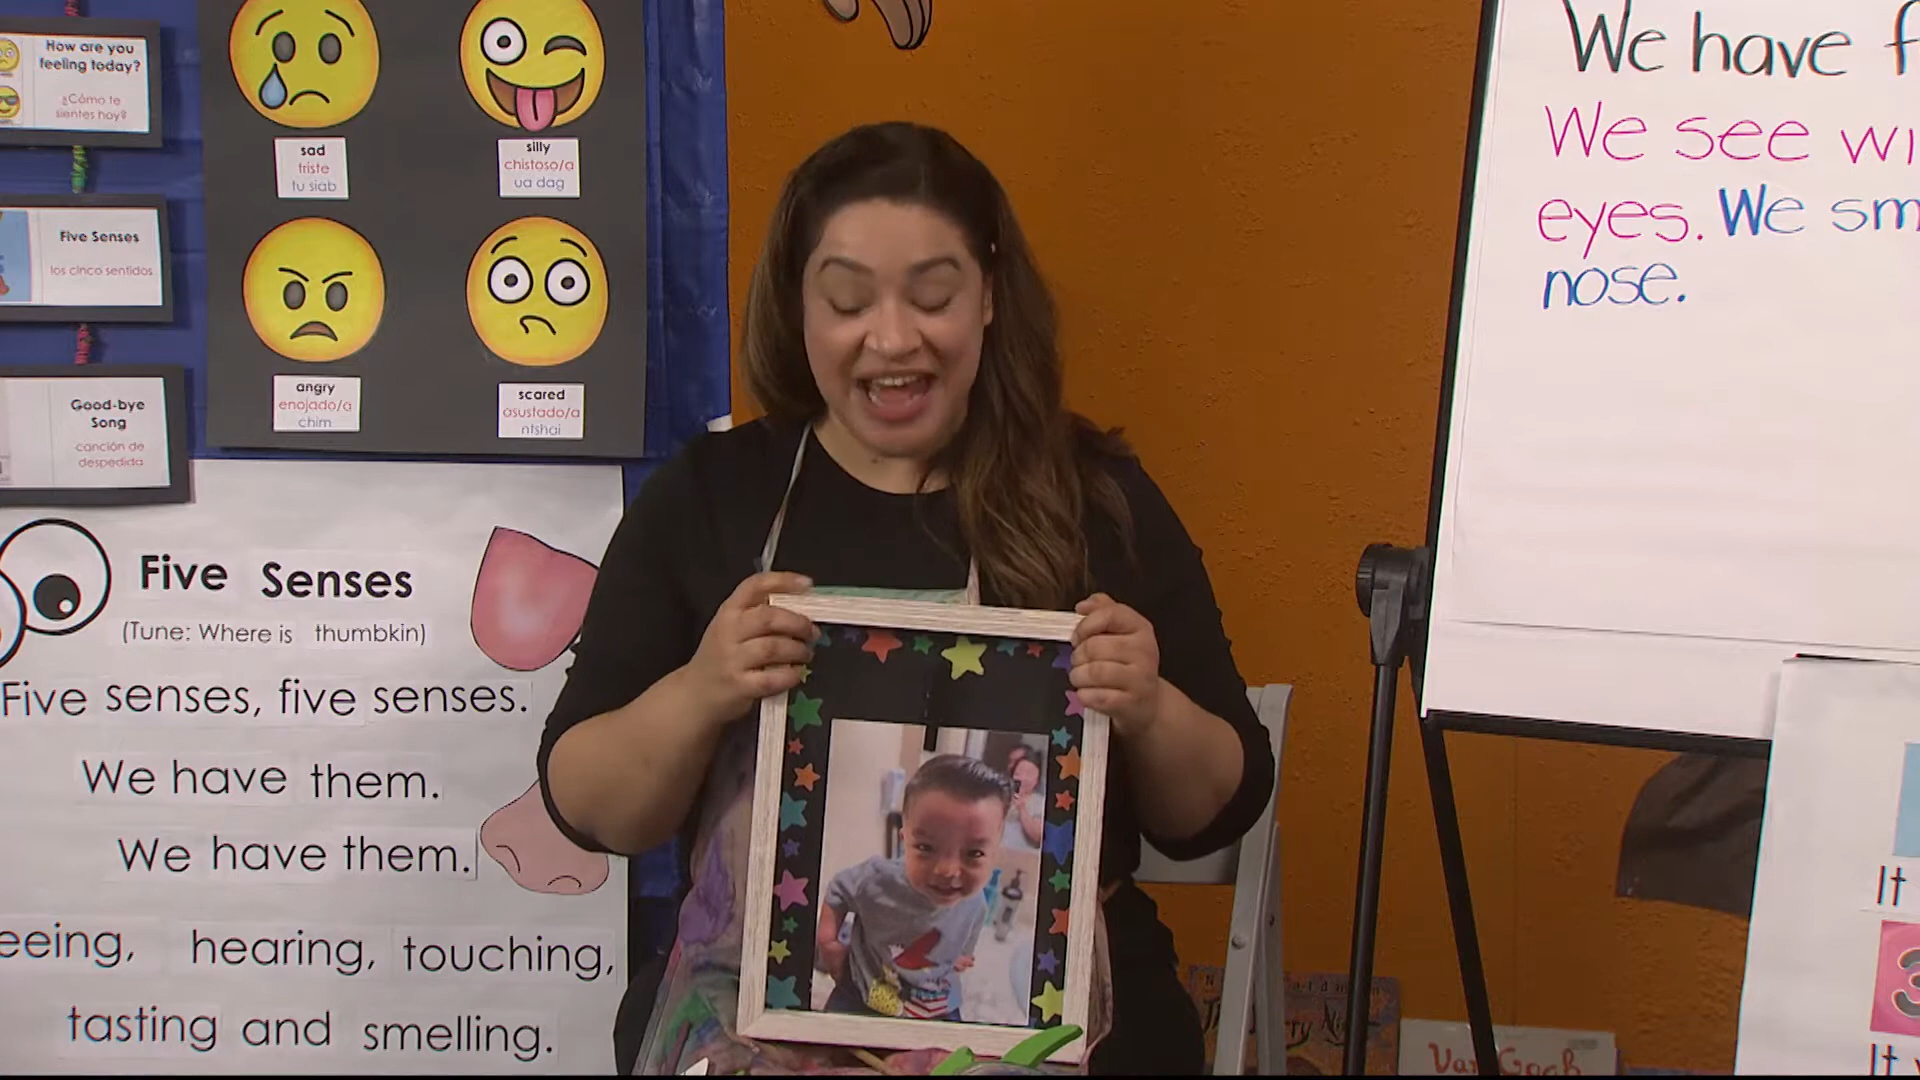 How are you
feeling today?
¿Cómo te
sientes hoy?
Five Senses
los cinco sentidos
Good-bye
Song
canción de
despedida
sad
triste
tu siab
silly
chistoso/a
ua dag
angry
enojado/a
chim
scared
asustado/a
ntshai
Five Senses
(Tune: Where is thumbkin)
Five senses, five senses.
We have them.
We have them.
eeing, hearing, touching,
tasting and smelling.
We have f
We see wi
eyes. We sm
nose.
It
3
It
Van Gogh